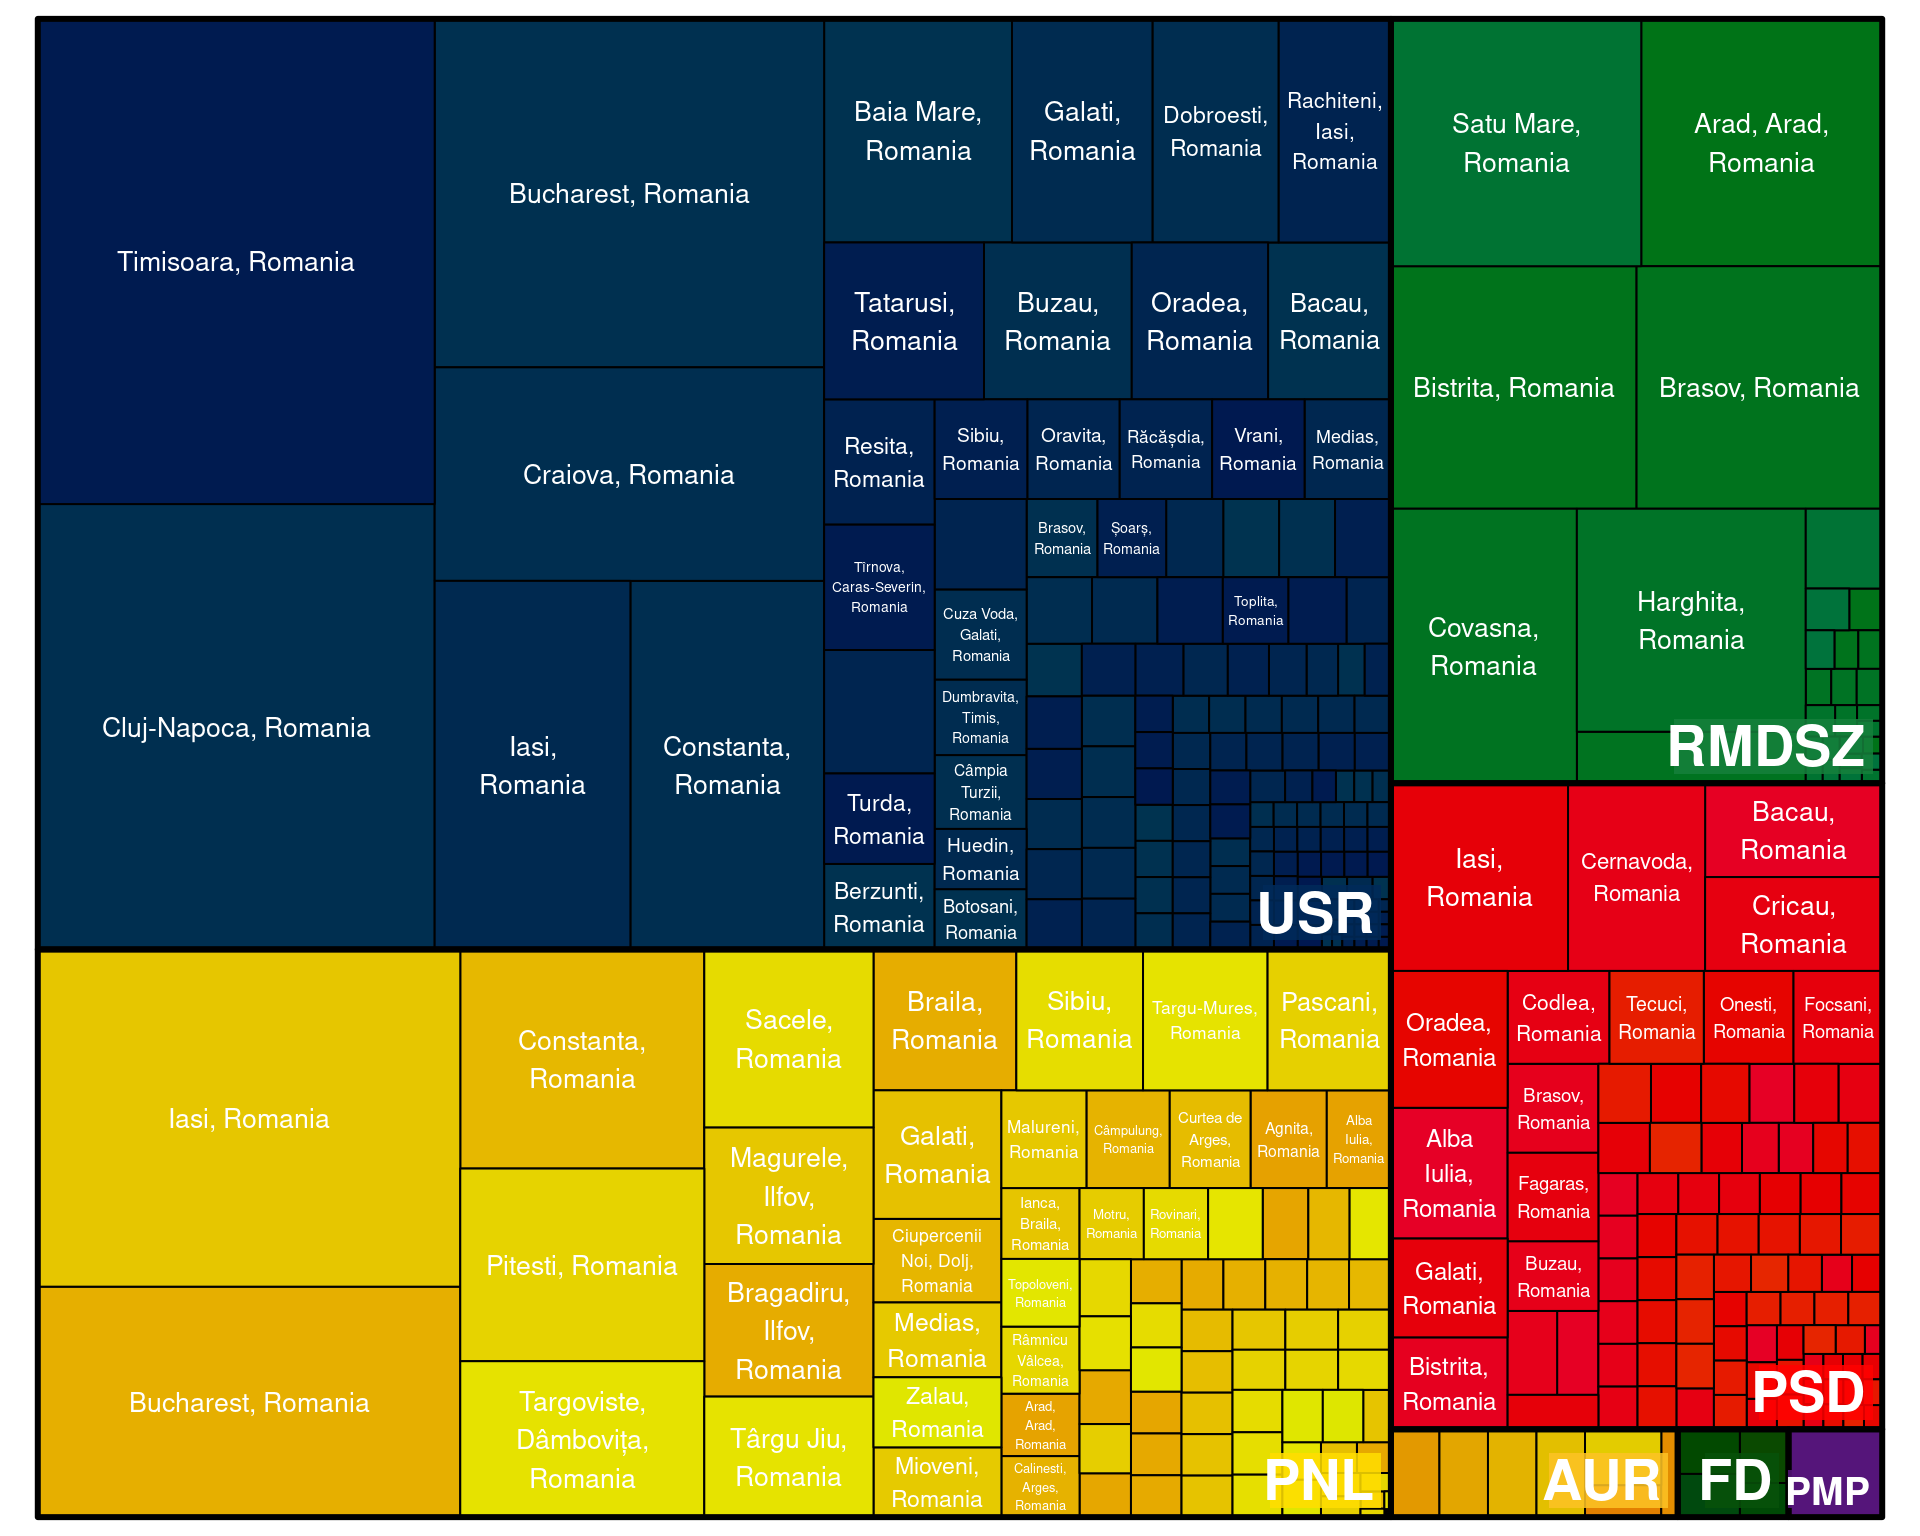 Timisoara, Romania
Cluj-Napoca, Romania
Bucharest, Romania
Craiova, Romania
Iasi,
Romania
Constanta,
Romania
Baia Mare,
Romania
Galati,
Romania
Dobroesti,
Romania
Rachiteni,
Iasi,
Romania
Tatarusi,
Romania
Buzau,
Romania
Oradea,
Romania
Bacau,
Romania
Resita,
Romania
Sibiu,
Romania
Oravita,
Romania
Răcășdia,
Romania
Vrani,
Romania
Medias,
Romania
Tîrnova,
Caras-Severin,
Romania
Turda,
Romania
Berzunti,
Romania
Cuza Voda,
Galati,
Romania
Dumbravita,
Timis,
Romania
Câmpia
Turzii,
Romania
Huedin,
Romania
Botosani,
Romania
Brasov,
Romania
Șoarș,
Romania
Toplita,
Romania
USR
Satu Mare,
Romania
Arad, Arad,
Romania
Bistrita, Romania
Brasov, Romania
Covasna,
Romania
Harghita,
Romania
RMDSZ
Iasi, Romania
Bucharest, Romania
Constanta,
Romania
Pitesti, Romania
Targoviste,
Dâmbovița,
Romania
Sacele,
Romania
Magurele,
Ilfov,
Romania
Bragadiru,
Ilfov,
Romania
Târgu Jiu,
Romania
Braila,
Romania
Sibiu,
Romania
Targu-Mures,
Romania
Pascani,
Romania
Galati,
Romania
Ciupercenii
Noi, Dolj,
Romania
Medias,
Romania
Zalau,
Romania
Mioveni,
Romania
Malureni,
Romania
Câmpulung,
Romania
Curtea de
Arges,
Romania
Agnita,
Romania
Alba
Iulia,
Romania
Ianca,
Braila,
Romania
Motru,
Romania
Rovinari,
Romania
Topoloveni,
Romania
Râmnicu
Vâlcea,
Romania
Arad,
Arad,
Romania
Calinesti,
Arges,
Romania
PNL
Iasi,
Romania
Cernavoda,
Romania
Bacau,
Romania
Cricau,
Romania
Oradea,
Romania
Alba
Iulia,
Romania
Galati,
Romania
Bistrita,
Romania
Codlea,
Romania
Tecuci,
Romania
Onesti,
Romania
Focsani,
Romania
Brasov,
Romania
Fagaras,
Romania
Buzau,
Romania
PSD
AUR
FD
PMP